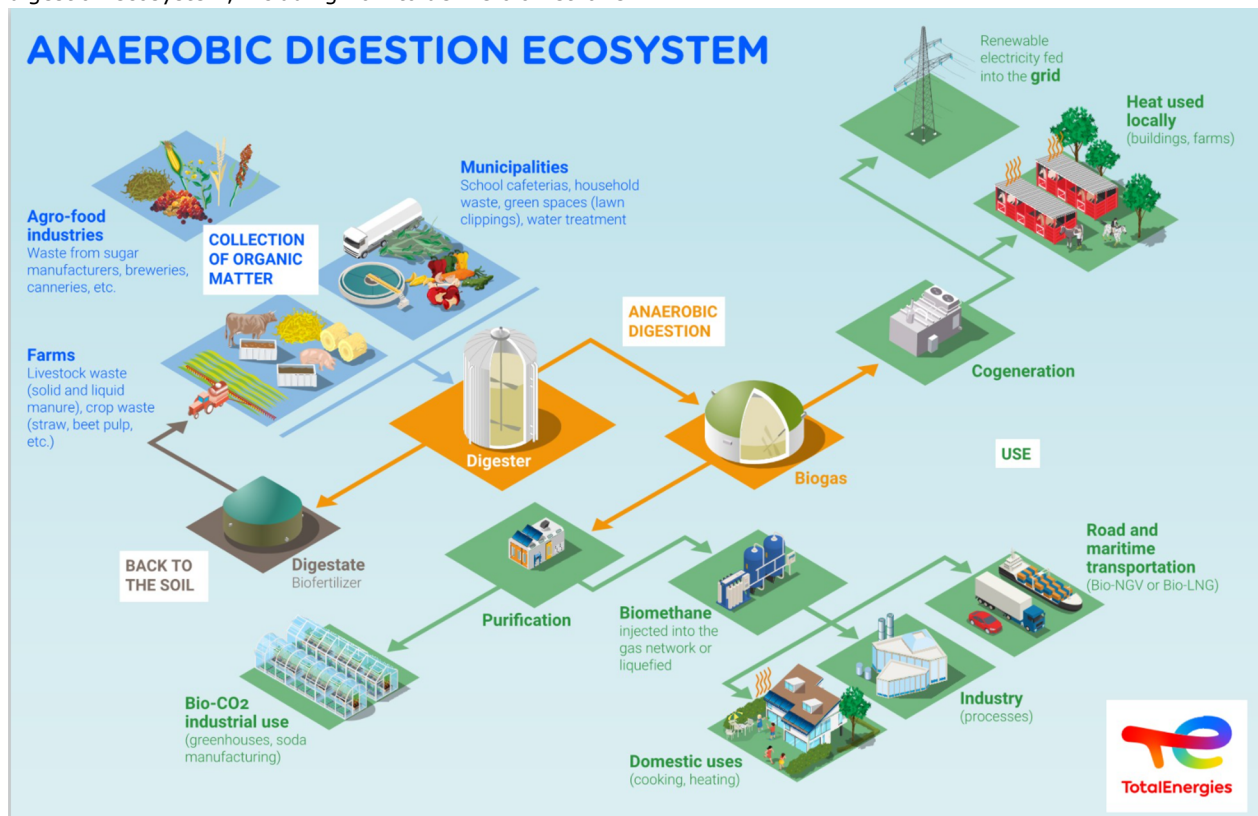 ANAEROBIC DIGESTION ECOSYSTEM
Renewable
electricity fed
into the grid
Heat used
locally
(buildings, farms)
Municipalities
School cafeterias, household
waste, green spaces (lawn
clippings), water treatment
Agro-food
industries
Waste from sugar
manufacturers, breweries,
canneries, etc.
COLLECTION
OF ORGANIC
MATTER
Farms
Livestock waste
(solid and liquid
manure), crop waste
(straw, beet pulp,
etc.)
ANAEROBIC
DIGESTION
Cogeneration
Digester
Biogas
USE
BACK TO
THE SOIL
Digestate
Biofertilizer
Purification
Biomethane
injected into the
gas network or
liquefied
Road and
maritime
transportation
(Bio-NGV or Bio-LNG)
Bio-CO2
industrial use
(greenhouses, soda
manufacturing)
Industry
(processes)
Domestic uses
(cooking, heating)
TotalEnergies